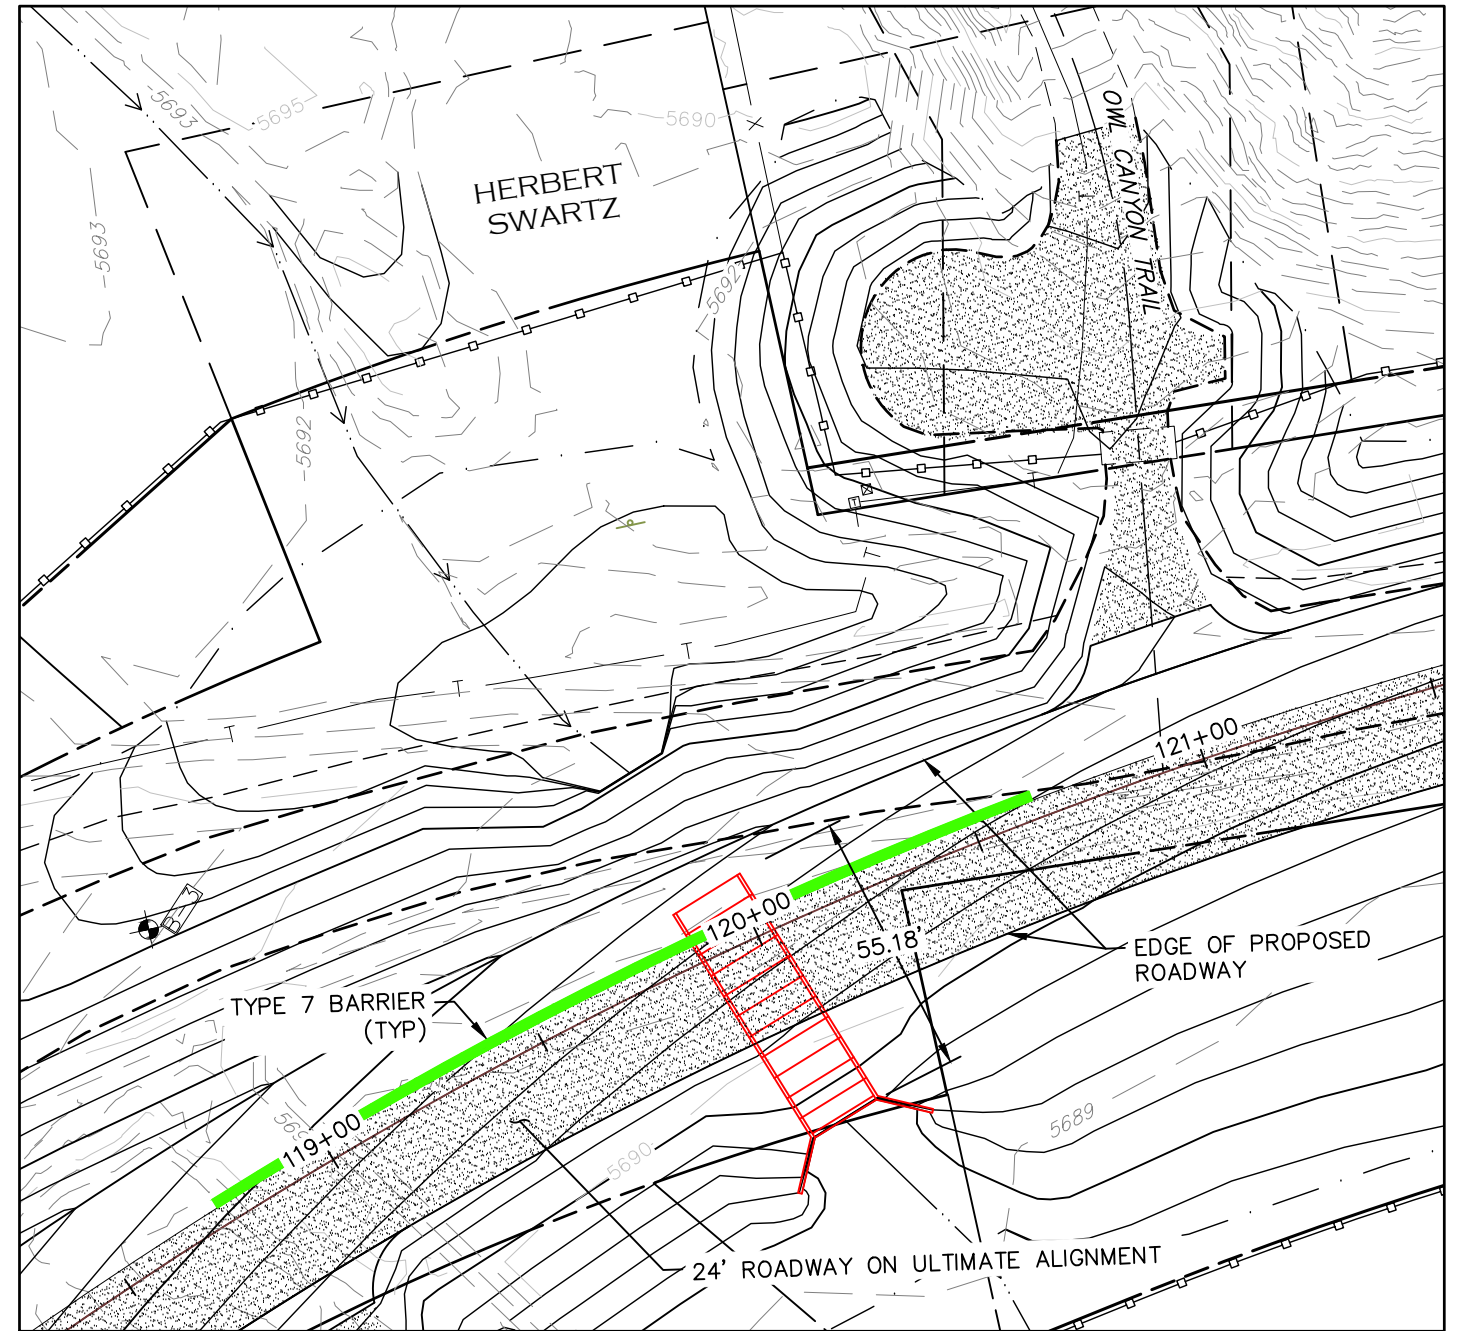 5693
5695
5690
OWL CANYON TRAIL
HERBERT
SWARTZ
5693
5692
5692
T
T
T
T
T
121+00
120+00
55.18'
EDGE OF PROPOSED
ROADWAY
TYPE 7 BARRIER
(TYP)
119+00
5689
5690
24' ROADWAY ON ULTIMATE ALIGNMENT